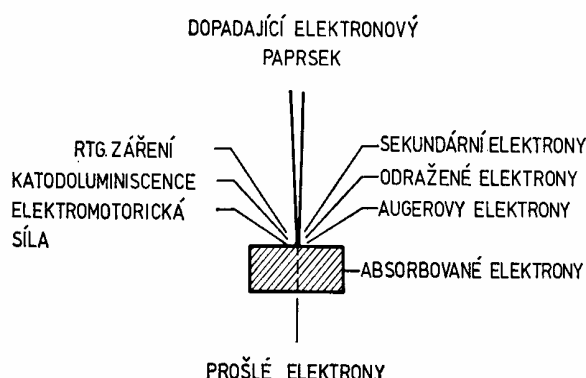 DOPADAJÍCÍ ELEKTRONOVÝ
PAPRSEK
RTG. ZÁŘENÍ
KATODOLUMINISCENCE
ELEKTROMOTORICKÁ
SÍLA
SEKUNDÁRNÍ ELEKTRONY
ODRAŽENÉ ELEKTRONY
AUGEROVY ELEKTRONY
ABSORBOVANÉ ELEKTRONY
PROŠLÉ ELEKTRONY